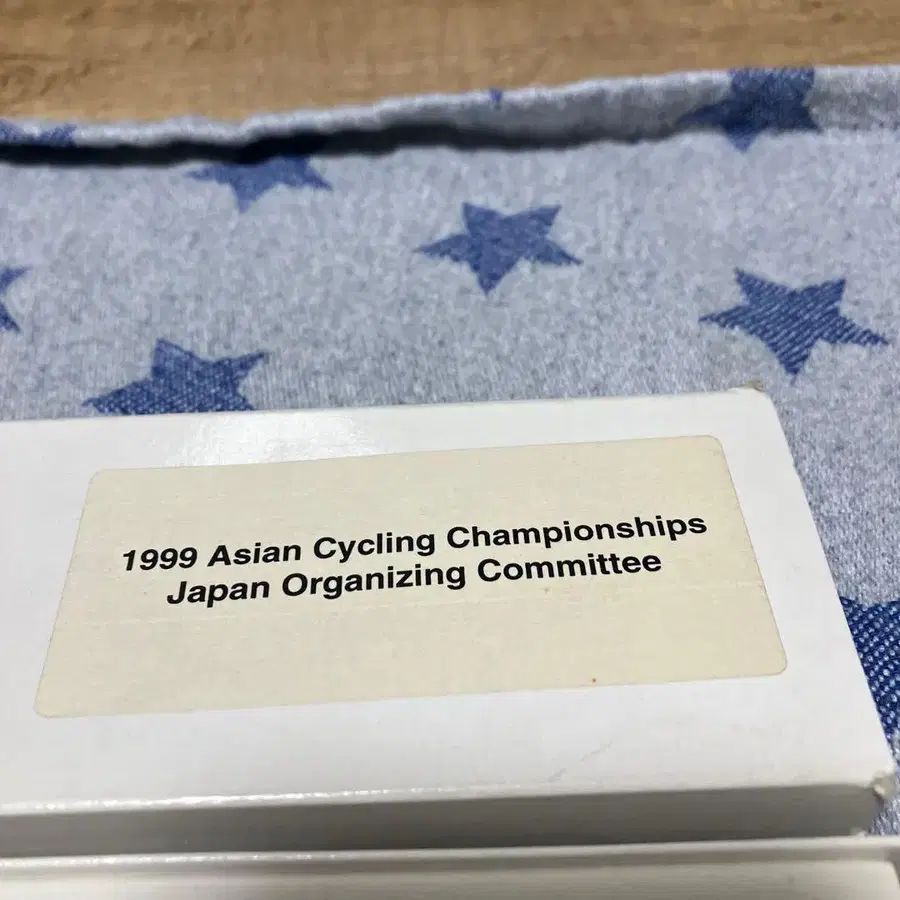 1999 Asian Cycling Championships
Japan Organizing Committee